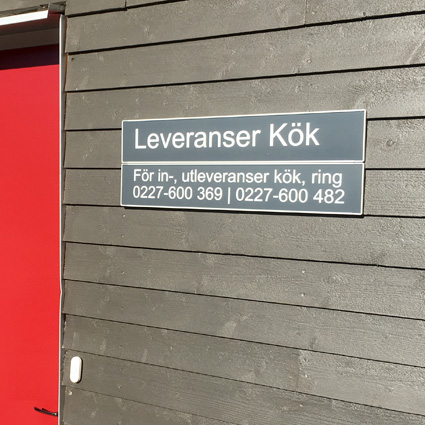 Leveranser Kök
För in-, utleveranser kök, ring
0227-600 369 | 0227-600 482